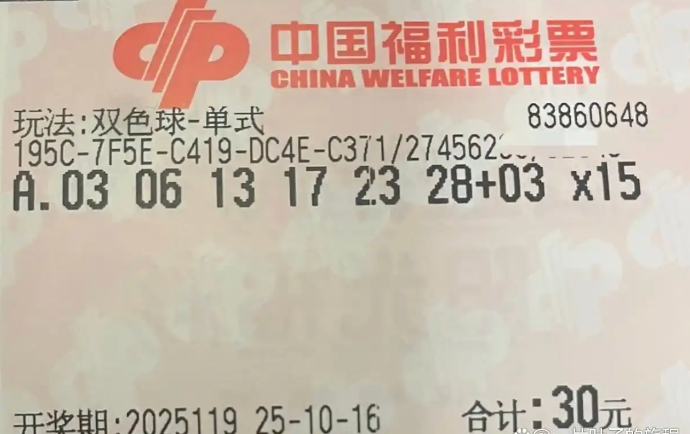 中国福利彩票
CHINA WELFARE LOTTERY
玩法:双色球-单式 83860648
195C-7F5E-C419-DC4E-C371/274562
A.03 06 13 17 23 28+03 x15
开奖期:2025119 25-10-16 合计:30元